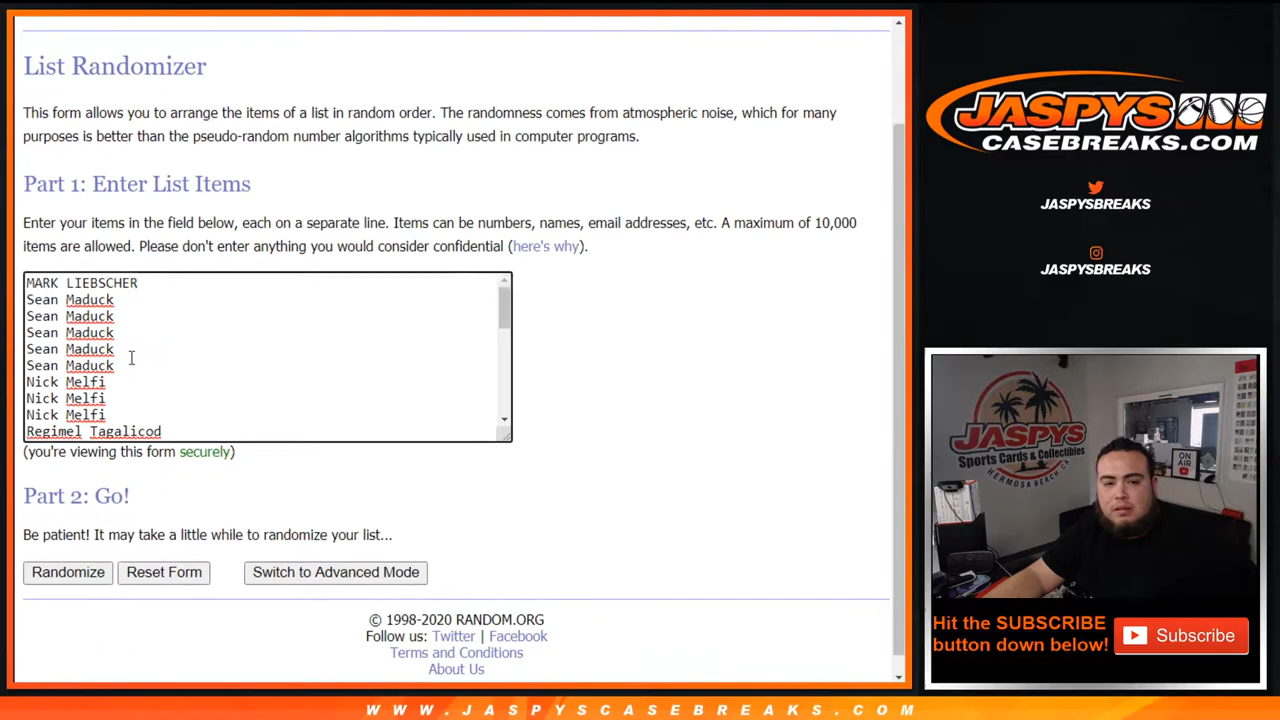 List Randomizer
This form allows you to arrange the items of a list in random order. The randomness comes from atmospheric noise, which for many
purposes is better than the pseudo-random number algorithms typically used in computer programs.
Part 1: Enter List Items
Enter your items in the field below, each on a separate line. Items can be numbers, names, email addresses, etc. A maximum of 10,000
items are allowed. Please don't enter anything you would consider confidential (here's why).
MARK LIEBSCHER
Sean Maduck
Sean Maduck
Sean Maduck
Sean Maduck
Sean Maduck
Nick Melfi
Nick Melfi
Nick Melfi
Regimel Tagalicod
(you're viewing this form securely)
Part 2: Go!
Be patient! It may take a little while to randomize your list...
Randomize Reset Form Switch to Advanced Mode
© 1998-2020 RANDOM.ORG
Follow us: Twitter | Facebook
Terms and Conditions
About Us
JASPYS
CASEBREAKS.COM
JASPYSBREAKS
JASPYSBREAKS
JASPYS
Sports Cards & Collectibles
HERMOSA BEACH, CA
ON
AIR
Hit the SUBSCRIBE
button down below!
Subscribe
WWW.JASPYSCASEBREAKS.COM